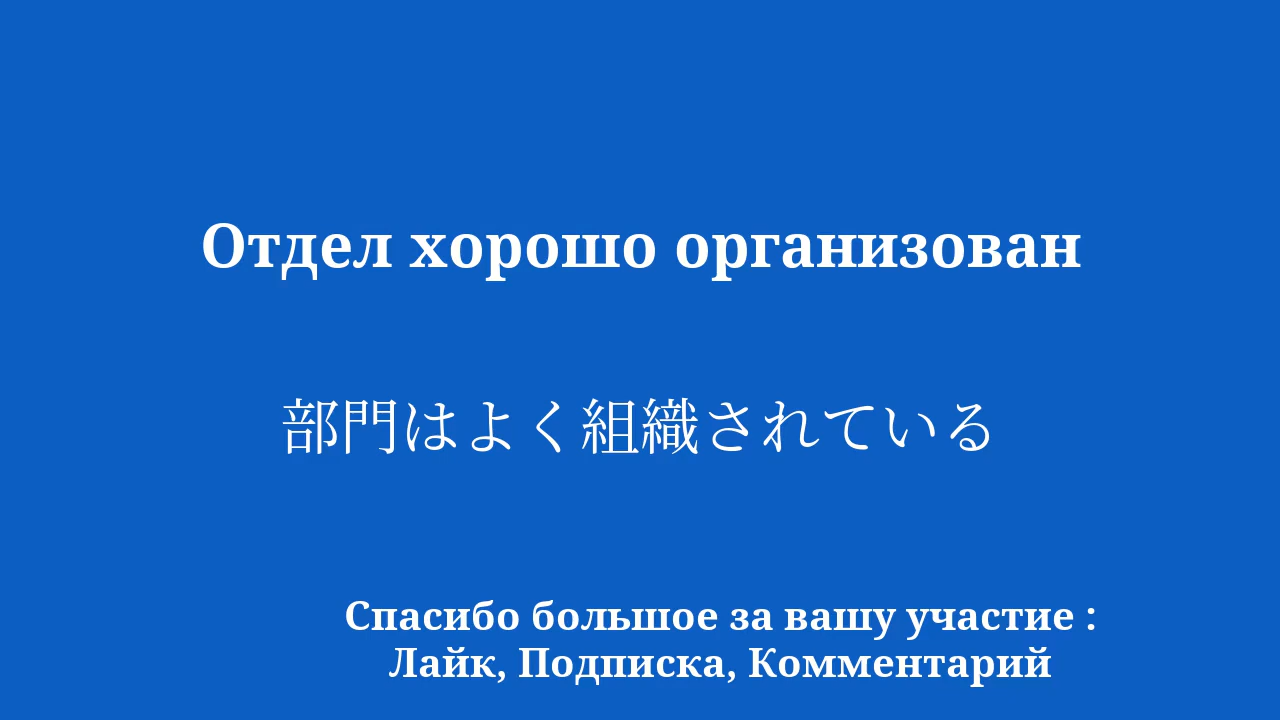 Отдел хорошо организован
部門はよく組織されている
Спасибо большое за вашу участие :
Лайк, Подписка, Комментарий